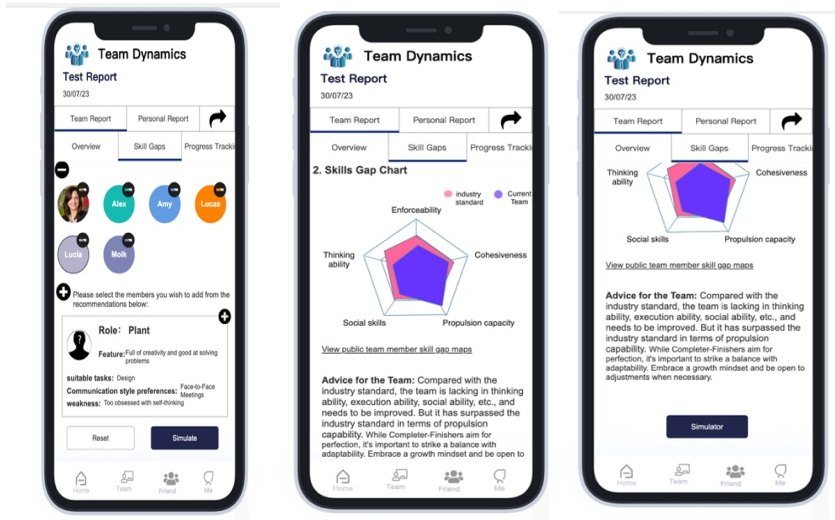 Team Dynamics
Test Report
30/07/23
Team Report
Personal Report
Overview
Skill Gaps
Progress Tracki
Alex
Amy
Lucas
Lucia
Molk
Please select the members you wish to add from the
recommendations below:
Role: Plant
Feature: Full of creativity and good at solving
problems
suitable tasks: Design
Communication style preferences: Face-to-Face
Meetings
weakness: Too obsessed with self-thinking
Reset
Simulate
Home
Team
Friend
Me
Team Dynamics
Test Report
30/07/23
Team Report
Personal Report
Overview
Skill Gaps
Progress Tracki
2. Skills Gap Chart
industry
standard
Current
Team
Enforceability
Thinking
ability
Cohesiveness
Social skills
Propulsion capacity
View public team member skill gap maps
Advice for the Team: Compared with the
industry standard, the team is lacking in thinking
ability, execution ability, social ability, etc., and
needs to be improved. But it has surpassed the
industry standard in terms of propulsion
capability. While Completer-Finishers aim for
perfection, it's important to strike a balance with
adaptability. Embrace a growth mindset and be open to
Home
Team
Friend
Me
Team Dynamics
Test Report
30/07/23
Team Report
Personal Report
Overview
Skill Gaps
Progress Tracki
Thinking
ability
Cohesiveness
Social skills
Propulsion capacity
View public team member skill gap maps
Advice for the Team: Compared with the
industry standard, the team is lacking in thinking
ability, execution ability, social ability, etc., and
needs to be improved. But it has surpassed the
industry standard in terms of propulsion
capability. While Completer-Finishers aim for
perfection, it's important to strike a balance with
adaptability. Embrace a growth mindset and be open to
adjustments when necessary.
Simulator
Home
Team
Friend
Me